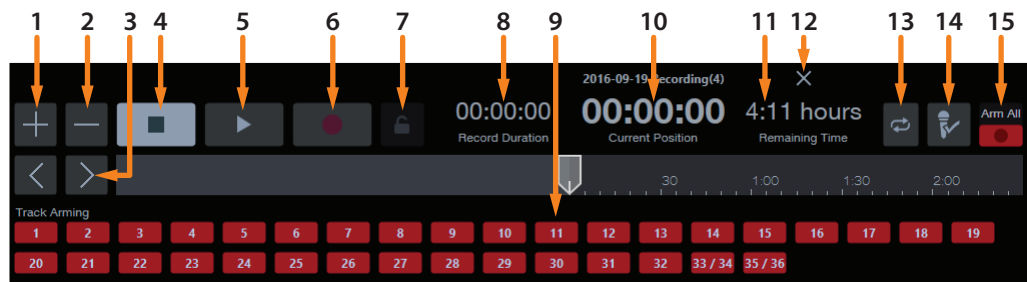 1 2 3 4 5 6 7 8 9 10 11 12 13 14 15
2016-09-19 Recording(4)
00:00:00 00:00:00 4:11 hours Arm All
Record Duration Current Position Remaining Time
30 1:00 1:30 2:00
Track Arming
1 2 3 4 5 6 7 8 9 10 11 12 13 14 15 16 17 18 19
20 21 22 23 24 25 26 27 28 29 30 31 32 33 / 34 35 / 36